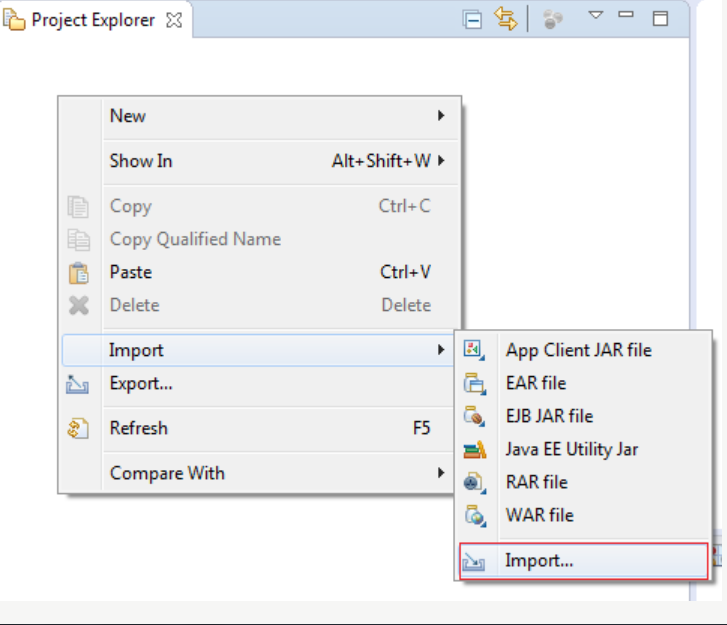 Project Explorer
New
Show In Alt+Shift+W
Copy Ctrl+C
Copy Qualified Name
Paste Ctrl+V
Delete Delete
Import
Export...
Refresh F5
Compare With
App Client JAR file
EAR file
EJB JAR file
Java EE Utility Jar
RAR file
WAR file
Import...